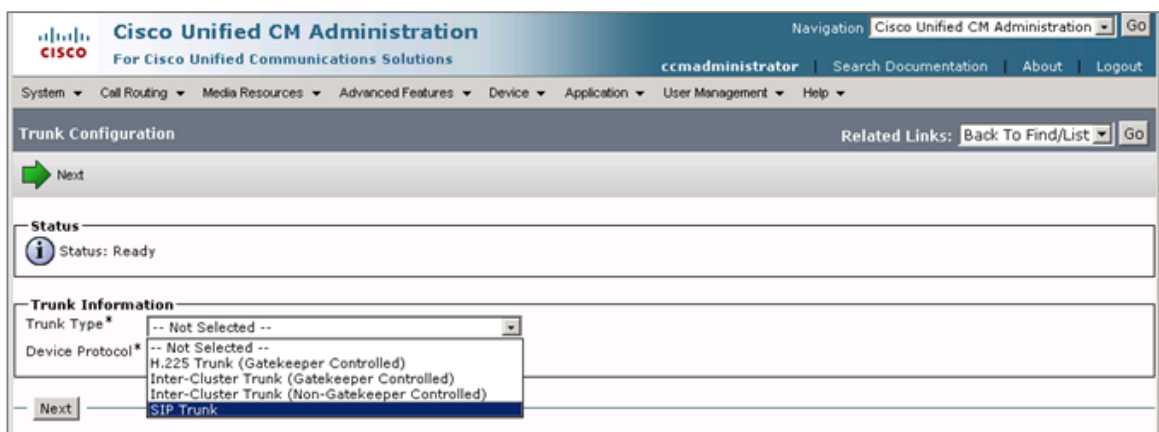 Cisco Unified CM Administration
Navigation Cisco Unified CM Administration Go
CISCO
For Cisco Unified Communications Solutions
ccmadministrator | Search Documentation | About | Logout
System Call Routing Media Resources Advanced Features Device Application User Management Help
Trunk Configuration
Related Links: Back To Find/List Go
Next
Status
Status: Ready
Trunk Information
Trunk Type* -- Not Selected --
Device Protocol* -- Not Selected --
H.225 Trunk (Gatekeeper Controlled)
Inter-Cluster Trunk (Gatekeeper Controlled)
Inter-Cluster Trunk (Non-Gatekeeper Controlled)
SIP Trunk
Next